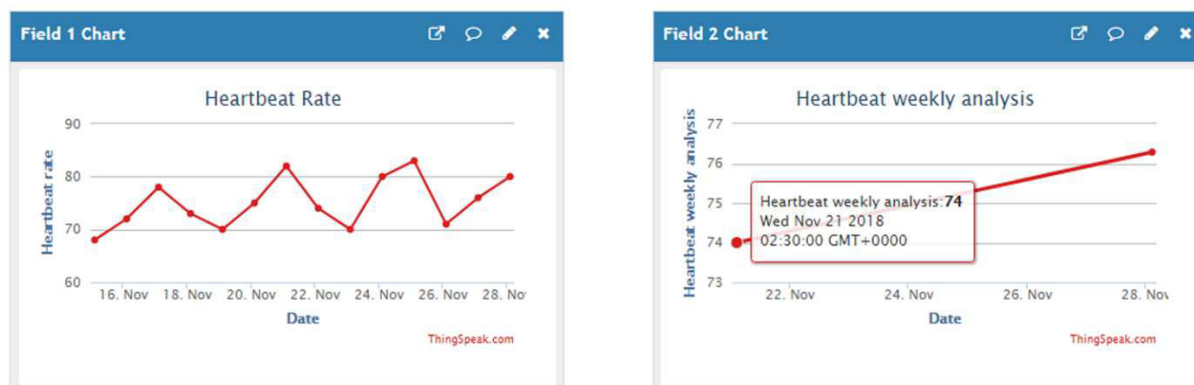 Field 1 Chart
Heartbeat Rate
Heartbeat rate
90
80
70
60
16. Nov 18. Nov 20. Nov 22. Nov 24. Nov 26. Nov 28. No
Date
ThingSpeak.com
Field 2 Chart
Heartbeat weekly analysis
Heartbeat weekly analysis
77
76
75
74
73
Heartbeat weekly analysis:74
Wed Nov 21 2018
02:30:00 GMT+0000
22. Nov 24. Nov 26. Nov 28. Nov
Date
ThingSpeak.com